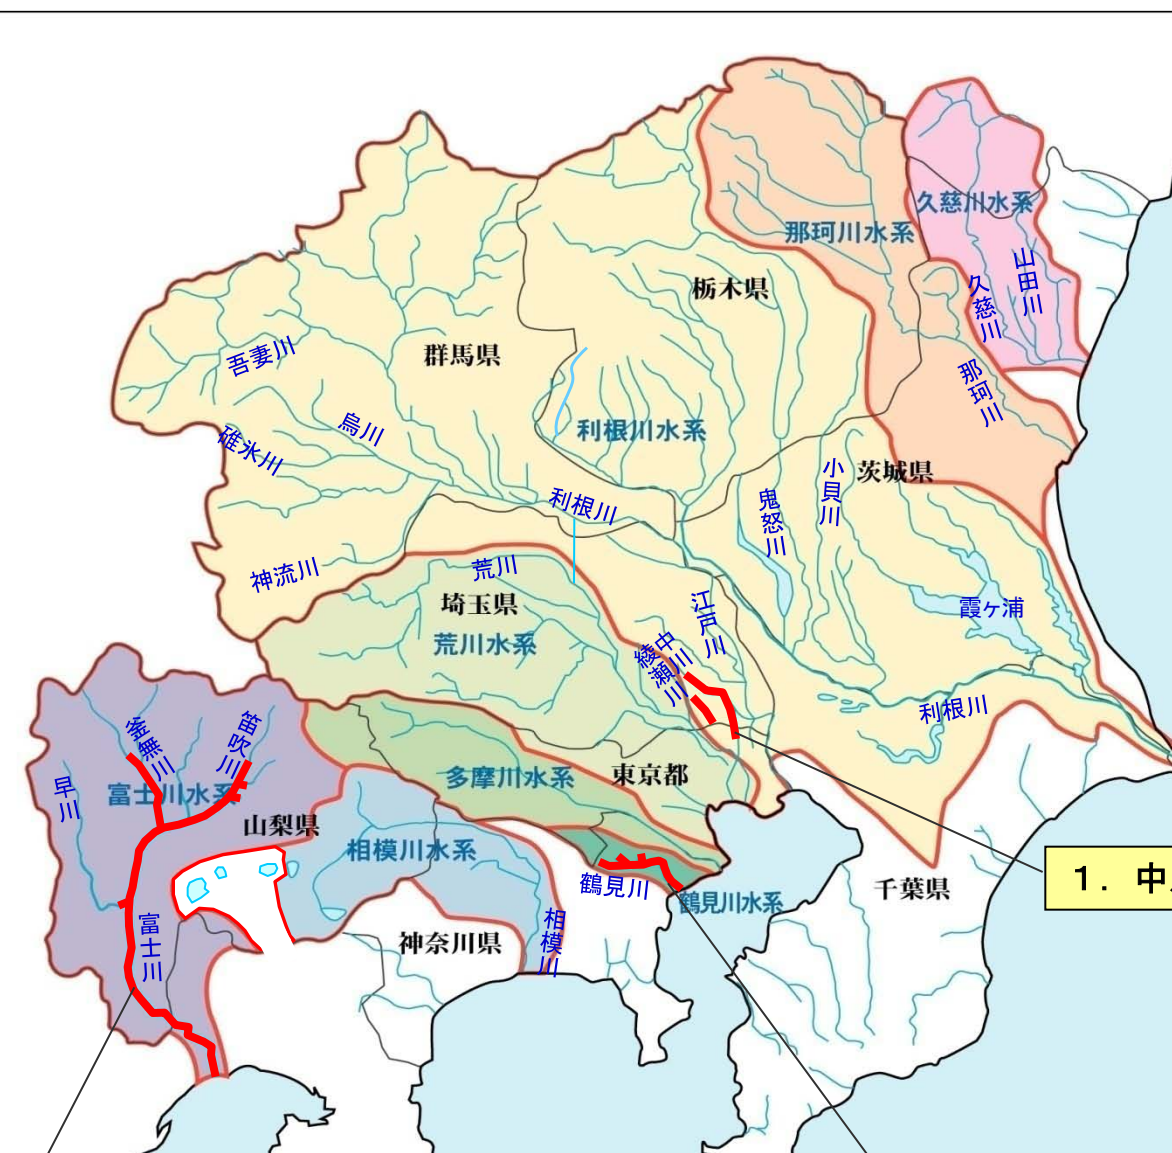 久慈川水系
那珂川水系
山田川
久慈川
栃木県
吾妻川
群馬県
那珂川
烏川
利根川水系
碓氷川
小貝川
茨城県
鬼怒川
利根川
神流川
荒川
埼玉県
江戸川
霞ヶ浦
荒川水系
中川
綾瀬川
利根川
釜無川
笛吹川
早川
富士川水系
多摩川水系
東京都
山梨県
相模川水系
鶴見川
千葉県
1. 中
鶴見川水系
富士川
神奈川県
相模川